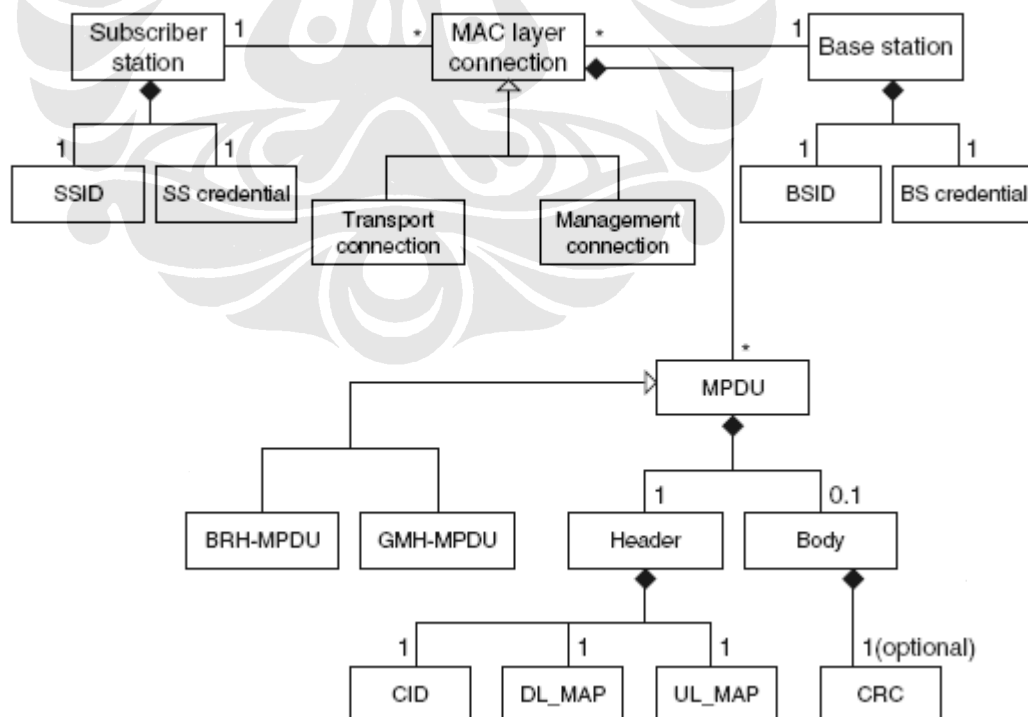 Subscriber
station
1
*
MAC layer
connection
*
1
Base station
1
1
SSID
SS credential
Transport
connection
Management
connection
1
1
BSID
BS credential
*
MPDU
BRH-MPDU
GMH-MPDU
1
0.1
Header
Body
1
1
1
1(optional)
CID
DL_MAP
UL_MAP
CRC